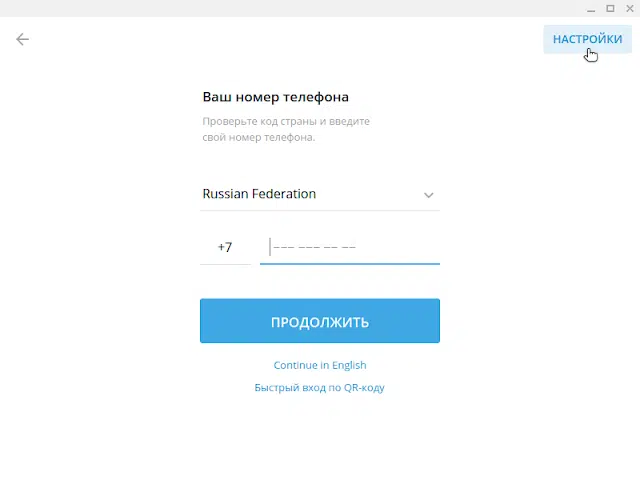 НАСТРОЙКИ
Ваш номер телефона
Проверьте код страны и введите
свой номер телефона.
Russian Federation
+7 ––– ––– –– ––
ПРОДОЛЖИТЬ
Continue in English
Быстрый вход по QR-коду